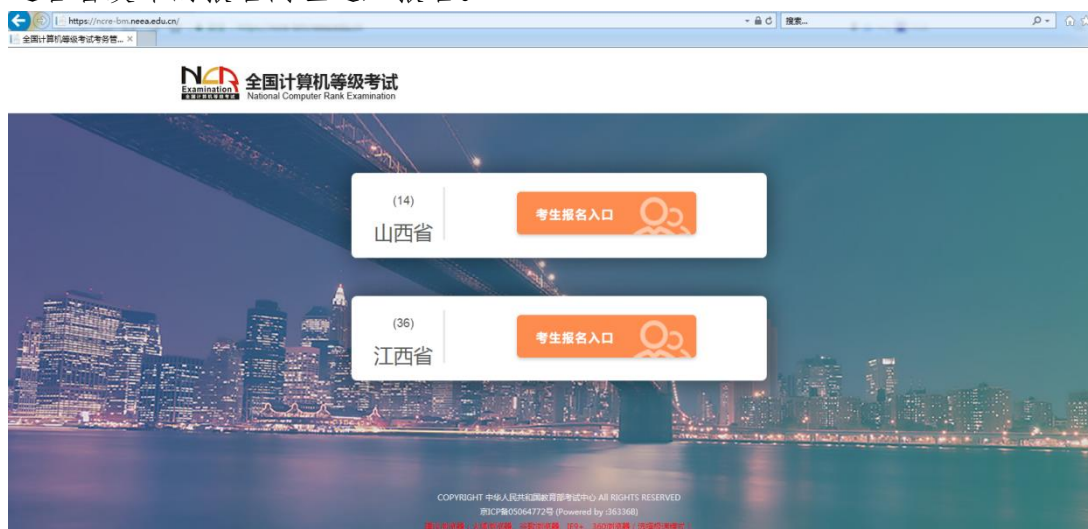 https://ncre-bm.neea.edu.cn/
搜索...
全国计算机等级考试考务管... ×
NCR
Examination
全国计算机等级考试
National Computer Rank Examination
(14)
山西省
考生报名入口
(36)
江西省
考生报名入口
COPYRIGHT 中华人民共和国教育部考试中心 All RIGHTS RESERVED
京ICP备05064772号 (Powered by :363368)